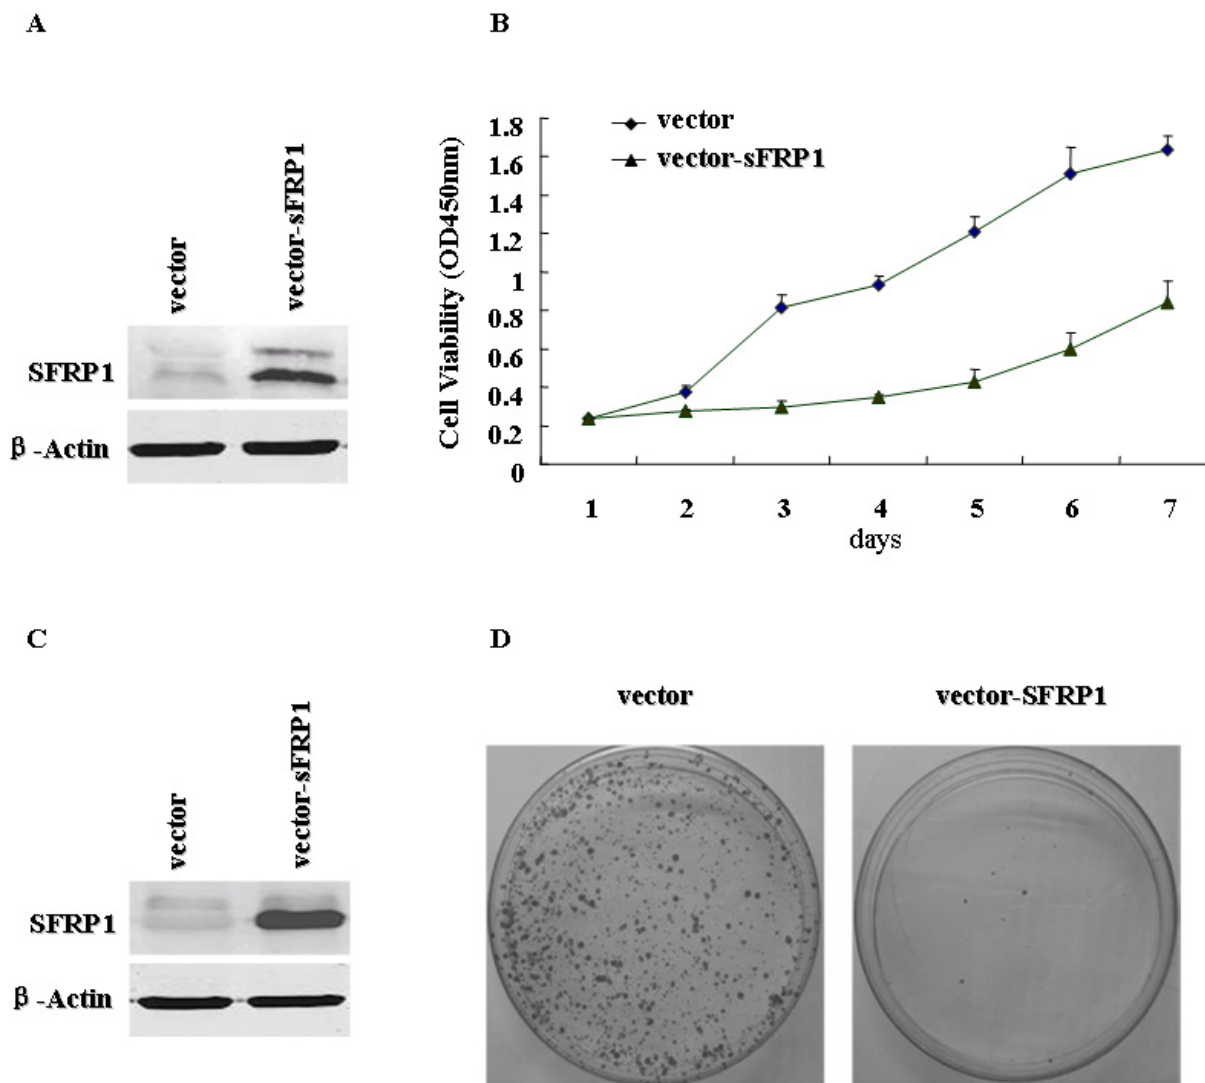 A
vector
vector-sFRP1
SFRP1
β-Actin
B
vector
vector-sFRP1
Cell Viability (OD450nm)
1.8
1.6
1.4
1.2
1
0.8
0.6
0.4
0.2
0
1 2 3 4 5 6 7
days
C
vector
vector-sFRP1
SFRP1
β-Actin
D
vector
vector-SFRP1